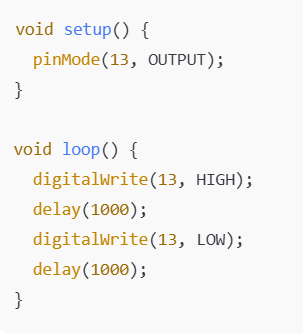 void setup() {
  pinMode(13, OUTPUT);
}

void loop() {
  digitalWrite(13, HIGH);
  delay(1000);
  digitalWrite(13, LOW);
  delay(1000);
}